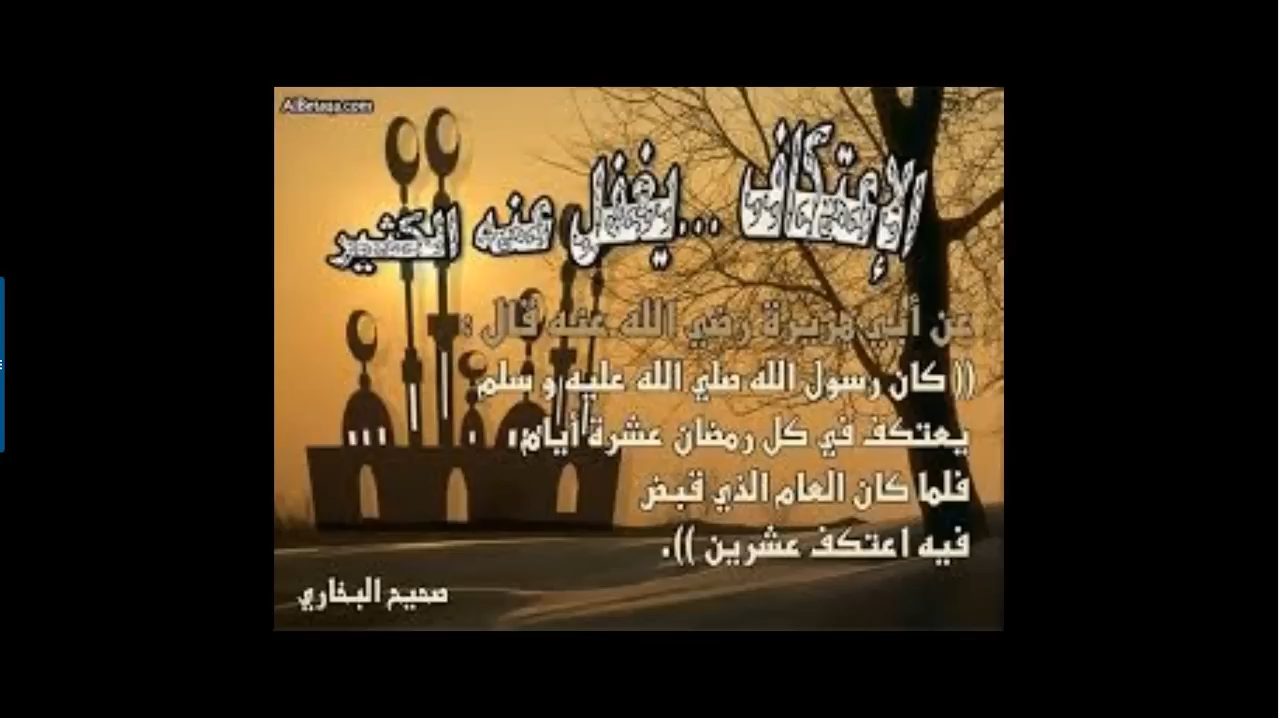 AlBetaqa.com
الإعتكاف ...يغفل عنه الكثير
عن أبي هريرة رضي الله عنه قال :
(( كان رسول الله صلي الله عليه و سلم
يعتكف في كل رمضان عشرة أيام،
فلما كان العام الذي قبض
فيه اعتكف عشرين )).
صحيح البخاري